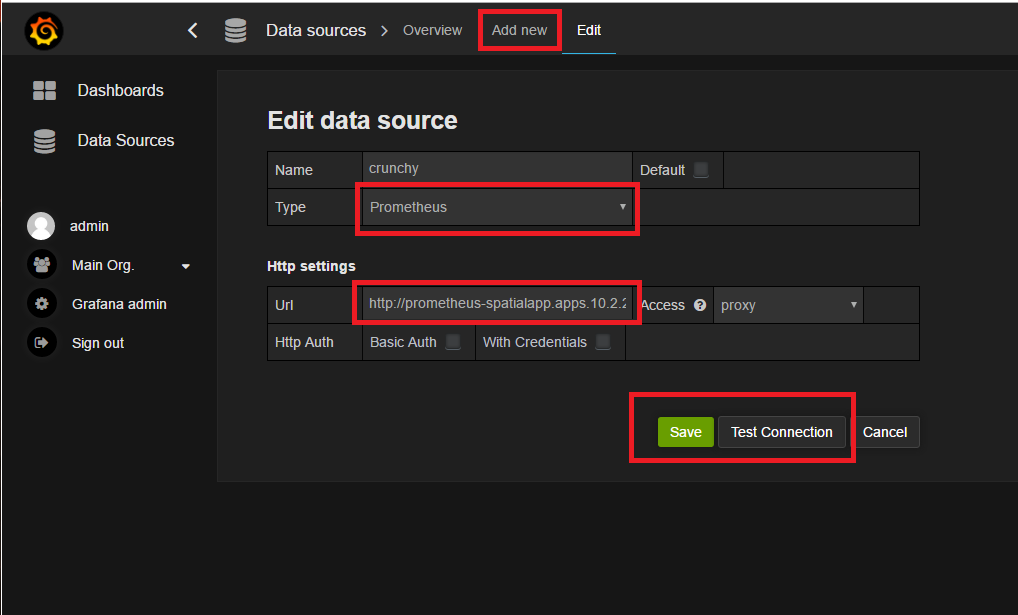 Data sources > Overview Add new Edit
Dashboards
Data Sources
admin
Main Org.
Grafana admin
Sign out
Edit data source
Name crunchy Default
Type Prometheus
Http settings
Url http://prometheus-spatialapp.apps.10.2.2 Access ? proxy
Http Auth Basic Auth With Credentials
Save Test Connection Cancel